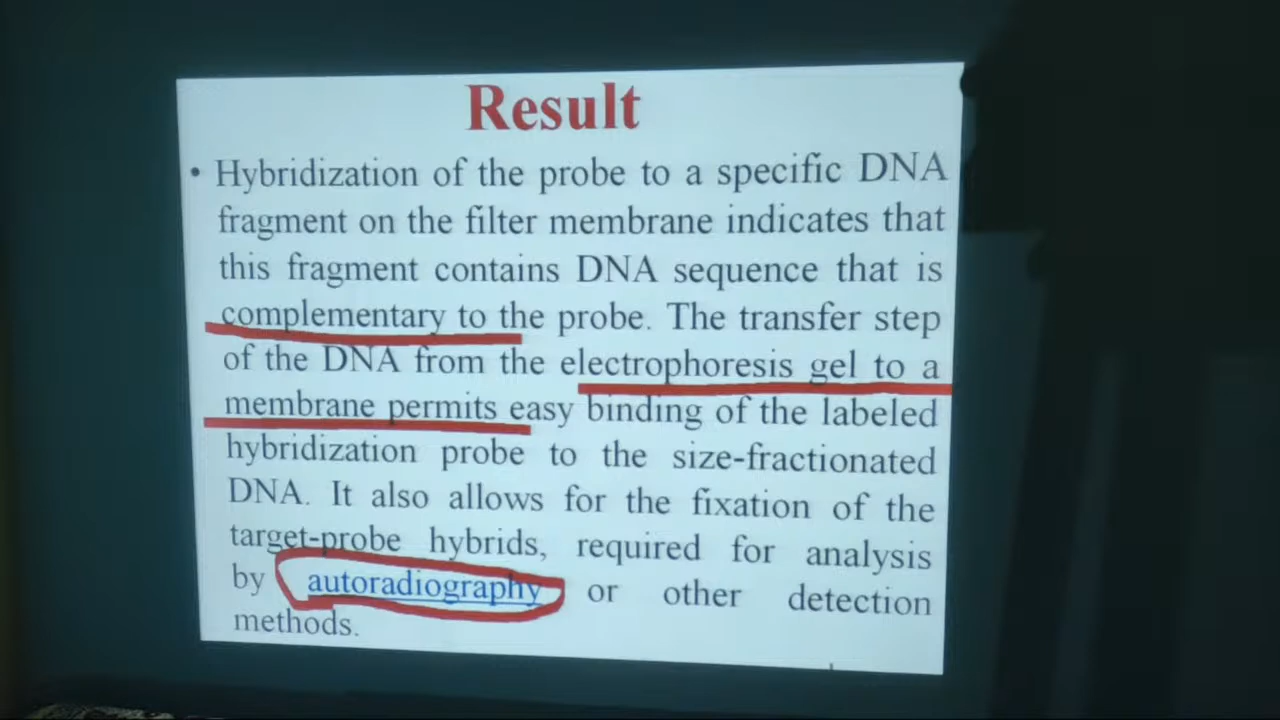 Result
• Hybridization of the probe to a specific DNA
fragment on the filter membrane indicates that
this fragment contains DNA sequence that is
complementary to the probe. The transfer step
of the DNA from the electrophoresis gel to a
membrane permits easy binding of the labeled
hybridization probe to the size-fractionated
DNA. It also allows for the fixation of the
target-probe hybrids, required for analysis
by autoradiography or other detection
methods.